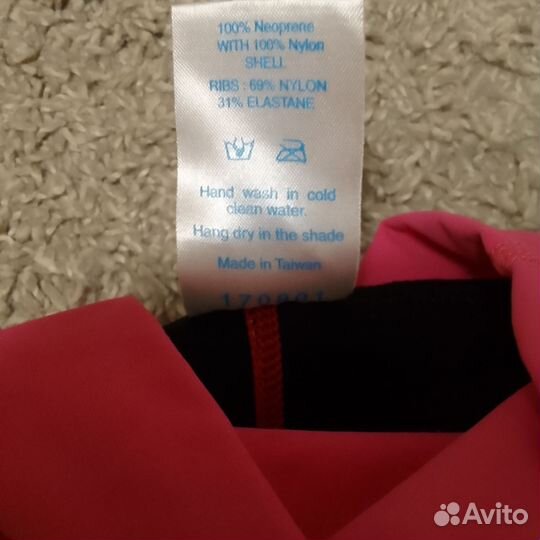 100% Neoprene
WITH 100% Nylon
SHELL
RIBS : 69% NYLON
31% ELASTANE
Hand wash in cold
clean water.
Hang dry in the shade
Made in Taiwan
Avito